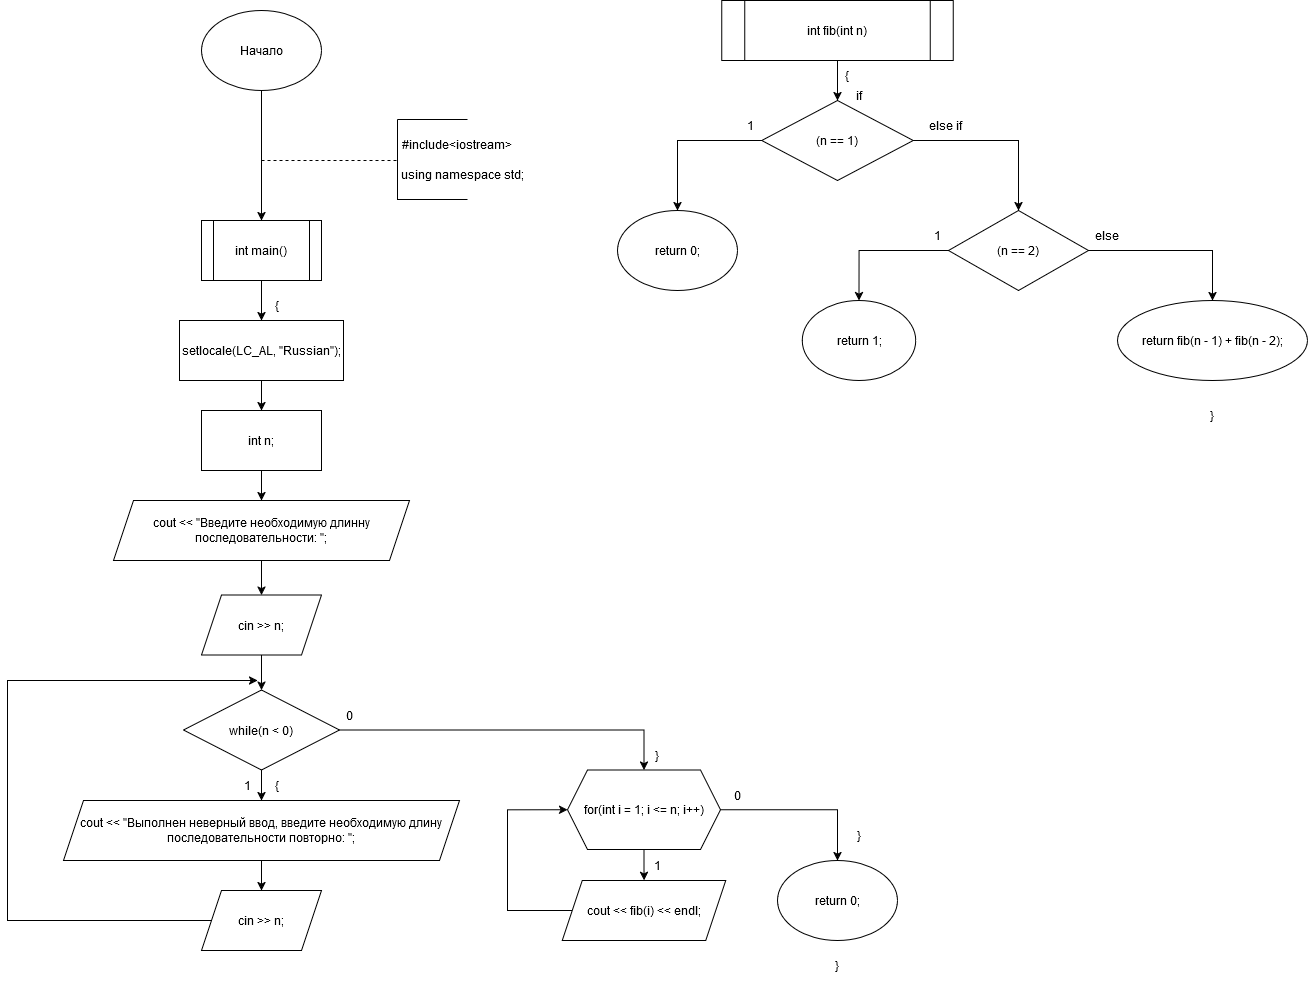 Начало
#include<iostream>
using namespace std;
int main()
{
setlocale(LC_AL, "Russian");
int n;
cout << "Введите необходимую длинну
последовательности: ";
cin >> n;
while(n < 0)
0
1
{
cout << "Выполнен неверный ввод, введите необходимую длину
последовательности повторно: ";
cin >> n;
}
for(int i = 1; i <= n; i++)
0
1
cout << fib(i) << endl;
}
return 0;
}
int fib(int n)
{
if
(n == 1)
1
else if
return 0;
(n == 2)
1
else
return 1;
return fib(n - 1) + fib(n - 2);
}